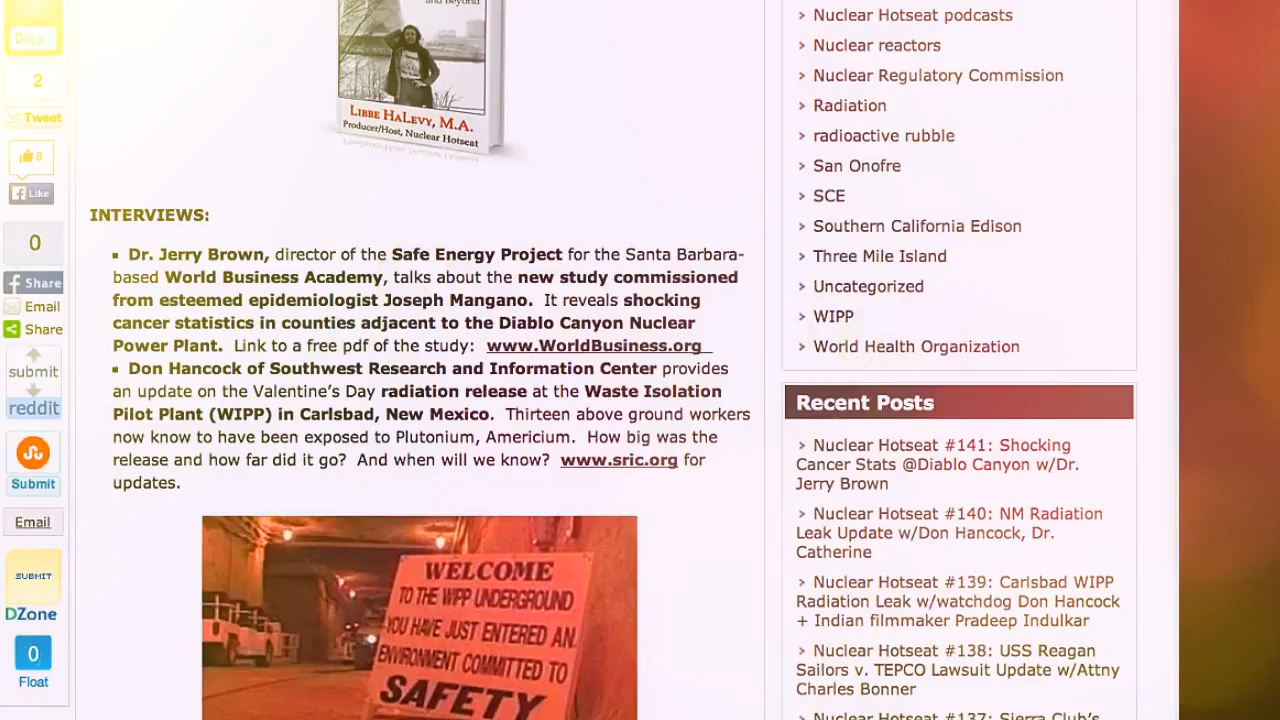 and Beyond
LIBBE HALEVY, M.A.
Producer/Host, Nuclear Hotseat
Digg
2
Tweet
8
Like
0
Share
Email
Share
submit
reddit
Submit
Email
SUBMIT
DZone
0
Float
INTERVIEWS:
Dr. Jerry Brown, director of the Safe Energy Project for the Santa Barbara-
based World Business Academy, talks about the new study commissioned
from esteemed epidemiologist Joseph Mangano. It reveals shocking
cancer statistics in counties adjacent to the Diablo Canyon Nuclear
Power Plant. Link to a free pdf of the study: www.WorldBusiness.org
Don Hancock of Southwest Research and Information Center provides
an update on the Valentine's Day radiation release at the Waste Isolation
Pilot Plant (WIPP) in Carlsbad, New Mexico. Thirteen above ground workers
now know to have been exposed to Plutonium, Americium. How big was the
release and how far did it go? And when will we know? www.sric.org for
updates.
WELCOME
TO THE WIPP UNDERGROUND
YOU HAVE JUST ENTERED AN
ENVIRONMENT COMMITTED TO
SAFETY
> Nuclear Hotseat podcasts
> Nuclear reactors
> Nuclear Regulatory Commission
> Radiation
> radioactive rubble
> San Onofre
> SCE
> Southern California Edison
> Three Mile Island
> Uncategorized
> WIPP
> World Health Organization
Recent Posts
> Nuclear Hotseat #141: Shocking
Cancer Stats @Diablo Canyon w/Dr.
Jerry Brown
> Nuclear Hotseat #140: NM Radiation
Leak Update w/Don Hancock, Dr.
Catherine
> Nuclear Hotseat #139: Carlsbad WIPP
Radiation Leak w/watchdog Don Hancock
+ Indian filmmaker Pradeep Indulkar
> Nuclear Hotseat #138: USS Reagan
Sailors v. TEPCO Lawsuit Update w/Attny
Charles Bonner
> Nuclear Hotseat #137: Sierra Club's